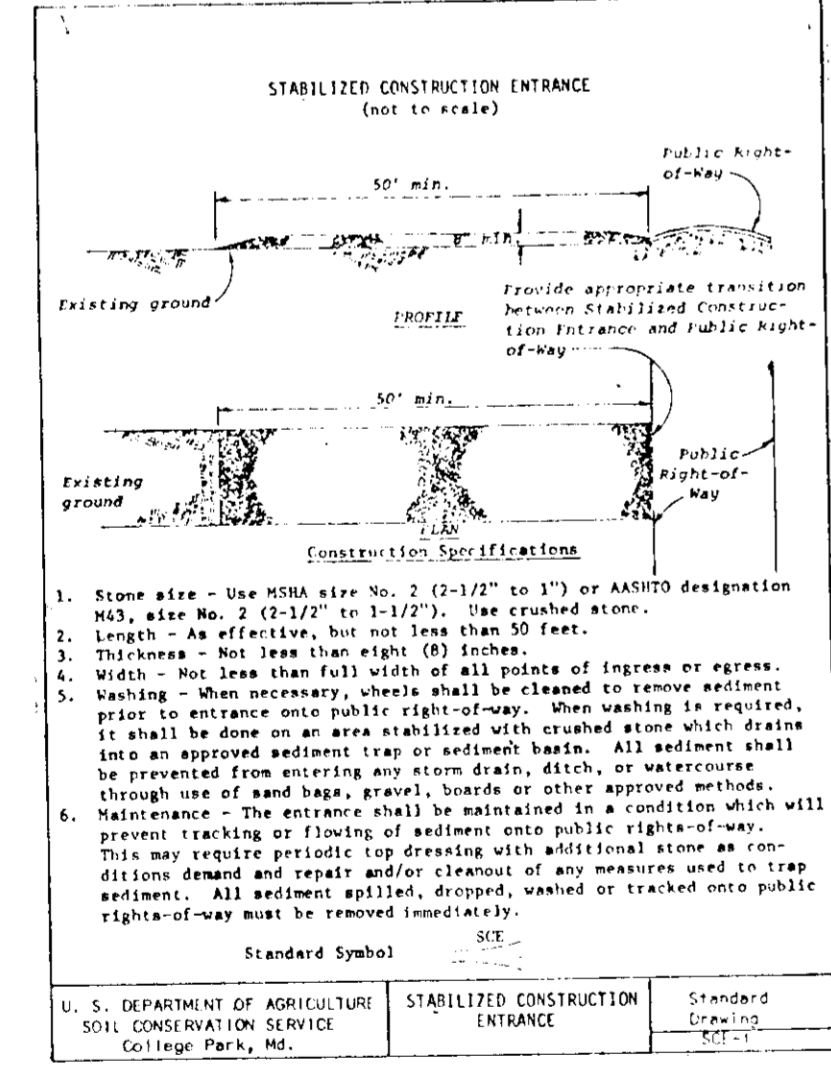 STABILIZED CONSTRUCTION ENTRANCE
(not to scale)
Public Right-
of-Way
50' min.
8" min.
Existing ground
PROFILE
Provide appropriate transition
between Stabilized Construc-
tion Entrance and Public Right-
of-Way
50' min.
Existing
ground
Public
Right-of-
Way
PLAN
Construction Specifications
1. Stone size - Use MSHA size No. 2 (2-1/2" to 1") or AASHTO designation
M43, size No. 2 (2-1/2" to 1-1/2"). Use crushed stone.
2. Length - As effective, but not less than 50 feet.
3. Thickness - Not less than eight (8) inches.
4. Width - Not less than full width of all points of ingress or egress.
5. Washing - When necessary, wheels shall be cleaned to remove sediment
prior to entrance onto public right-of-way. When washing is required,
it shall be done on an area stabilized with crushed stone which drains
into an approved sediment trap or sediment basin. All sediment shall
be prevented from entering any storm drain, ditch, or watercourse
through use of sand bags, gravel, boards or other approved methods.
6. Maintenance - The entrance shall be maintained in a condition which will
prevent tracking or flowing of sediment onto public rights-of-way.
This may require periodic top dressing with additional stone as con-
ditions demand and repair and/or cleanout of any measures used to trap
sediment. All sediment spilled, dropped, washed or tracked onto public
rights-of-way must be removed immediately.
Standard Symbol
SCE
U. S. DEPARTMENT OF AGRICULTURE
SOIL CONSERVATION SERVICE
College Park, Md.
STABILIZED CONSTRUCTION
ENTRANCE
Standard
Drawing
SCE-1